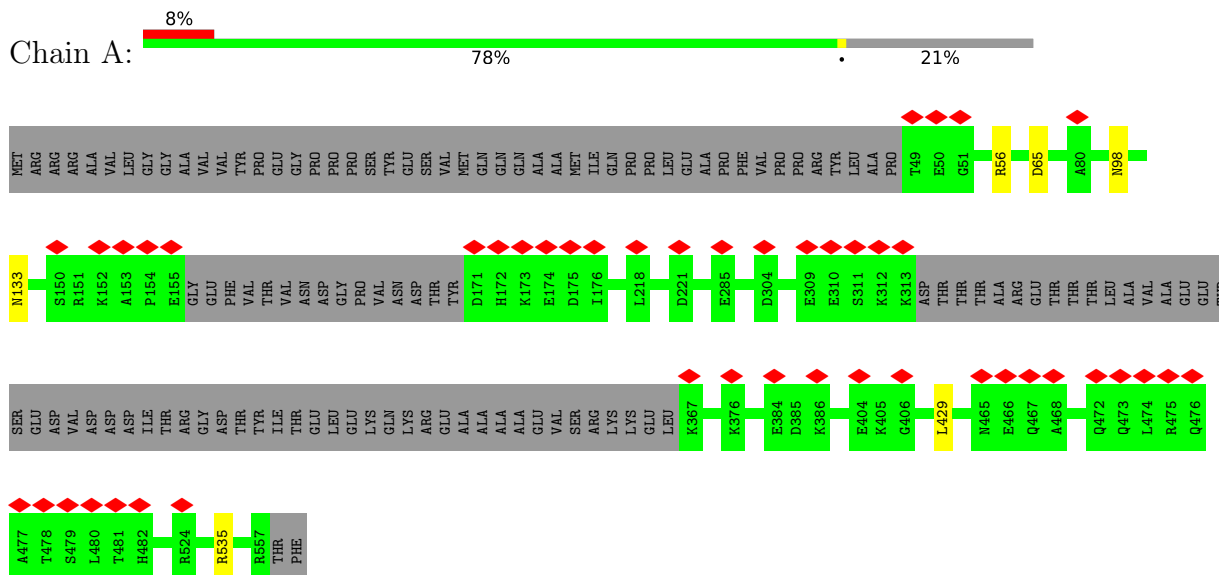 Chain A:
8%
78%
•
21%
MET ARG ARG ARG ALA VAL LEU GLY GLY ALA VAL VAL TYR PRO GLU GLY PRO PRO PRO SER TYR GLU SER VAL MET GLN GLN GLN ALA ALA MET ILE GLN PRO PRO LEU GLU ALA PRO PHE VAL PRO PRO ARG TYR LEU ALA PRO T49 E50 G51 R56 D65 A80 N98
N133 S150 R151 K152 A153 P154 E155 GLY GLU PHE VAL THR VAL ASN ASP GLY PRO VAL ASN ASP THR TYR D171 H172 K173 E174 D175 I176 L218 D221 E285 D304 E309 E310 S311 K312 K313 ASP THR THR THR ALA ARG GLU THR THR THR LEU ALA VAL ALA GLU GLU
SER GLU ASP VAL ASP ASP ASP ILE THR ARG GLY ASP THR TYR ILE THR GLU LEU GLU LYS GLN LYS ARG GLU ALA ALA ALA ALA GLU VAL SER ARG LYS LYS GLU LEU K367 K376 E384 D385 K386 E404 K405 G406 L429 N465 E466 Q467 A468 Q472 Q473 L474 R475 Q476
A477 T478 S479 L480 T481 H482 R524 R535 R557 THR PHE